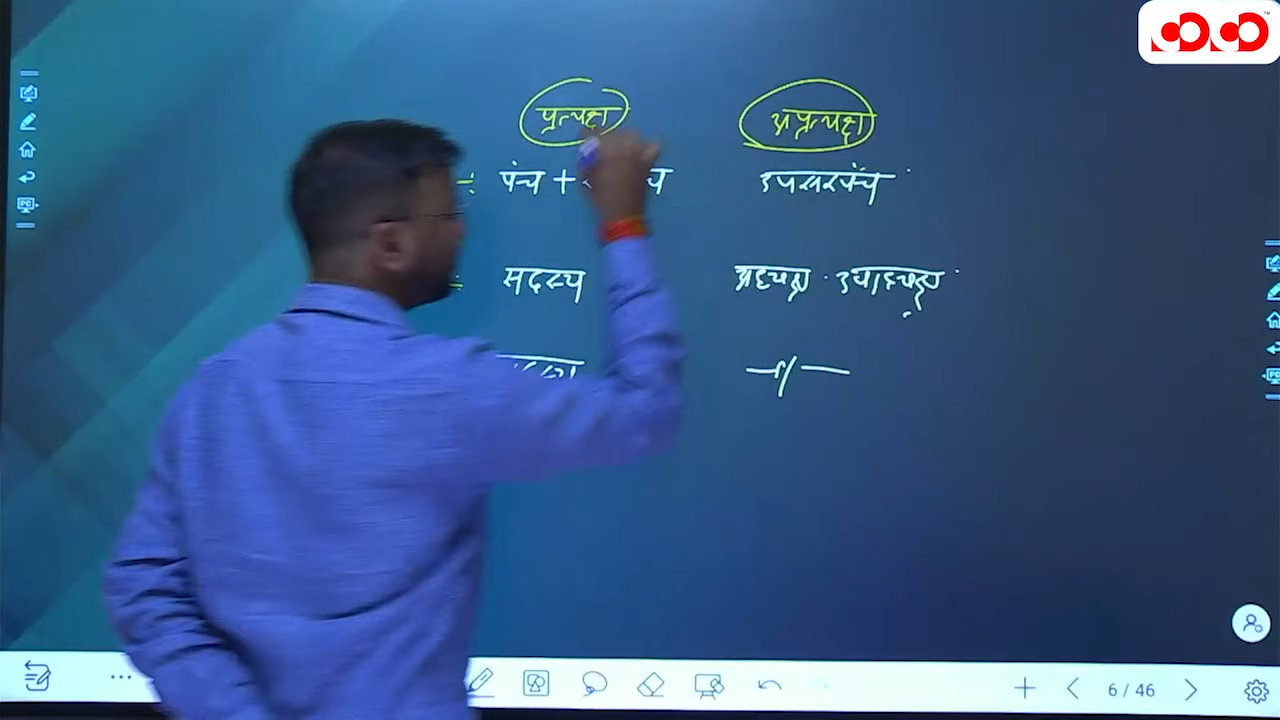 प्रत्यक्ष अप्रत्यक्ष
पंच + उपसरपंच
सदस्य अध्यक्ष उपाध्यक्ष
6 / 46